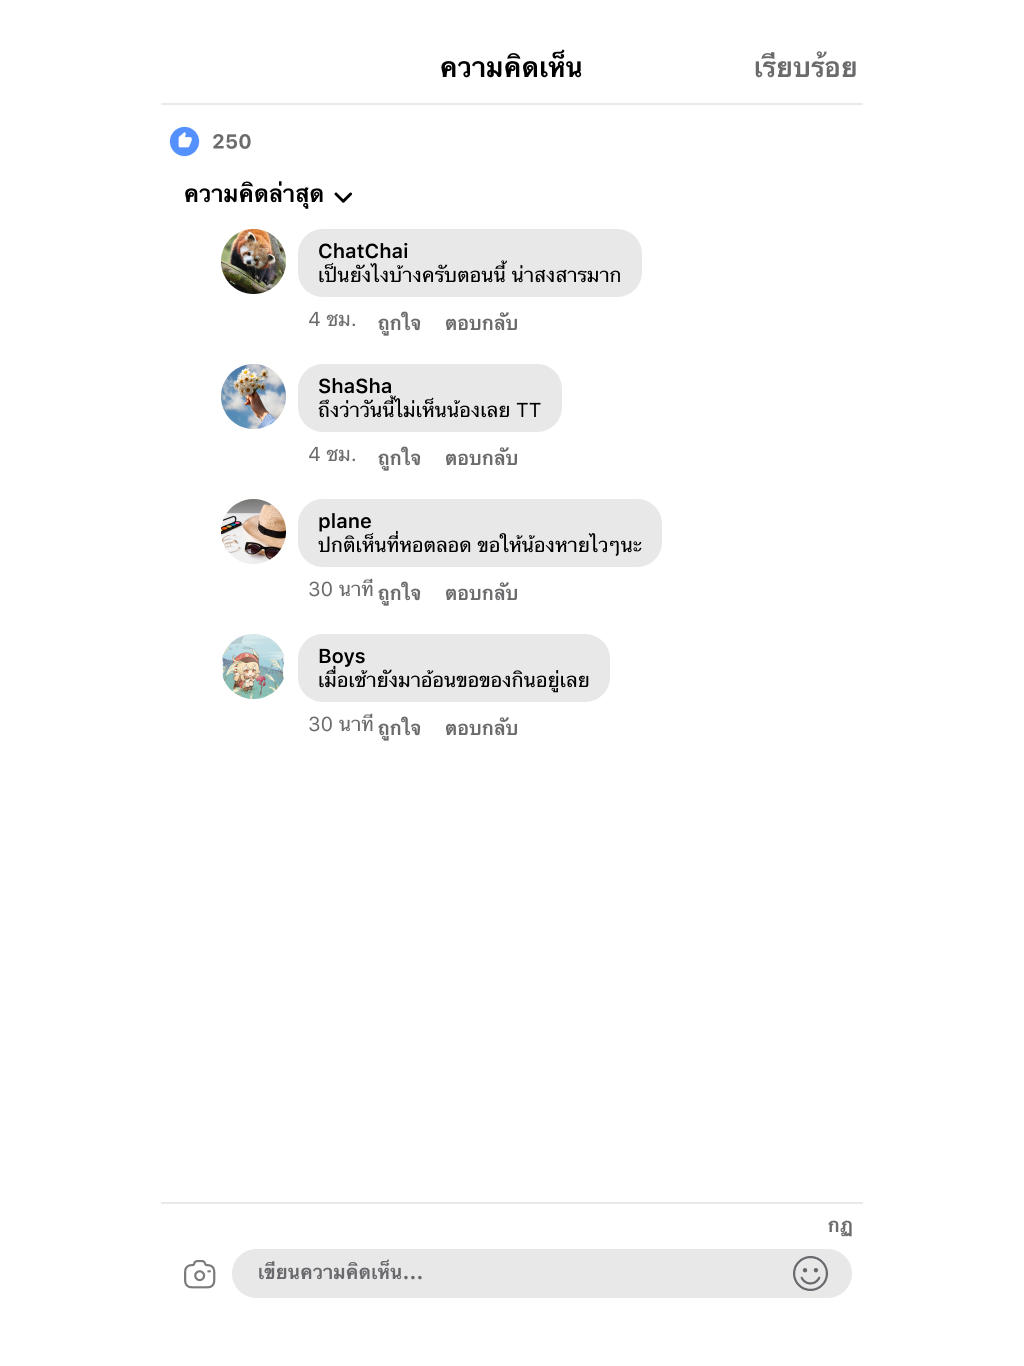 ความคิดเห็น
เรียบร้อย
250
ความคิดล่าสุด
ChatChai
เป็นยังไงบ้างครับตอนนี้ น่าสงสารมาก
4 ชม. ถูกใจ ตอบกลับ
ShaSha
ถึงว่าวันนี้ไม่เห็นน้องเลย TT
4 ชม. ถูกใจ ตอบกลับ
plane
ปกติเห็นที่หอตลอด ขอให้น้องหายไวๆนะ
30 นาที ถูกใจ ตอบกลับ
Boys
เมื่อเช้ายังมาอ้อนขอของกินอยู่เลย
30 นาที ถูกใจ ตอบกลับ
กฏ
เขียนความคิดเห็น...